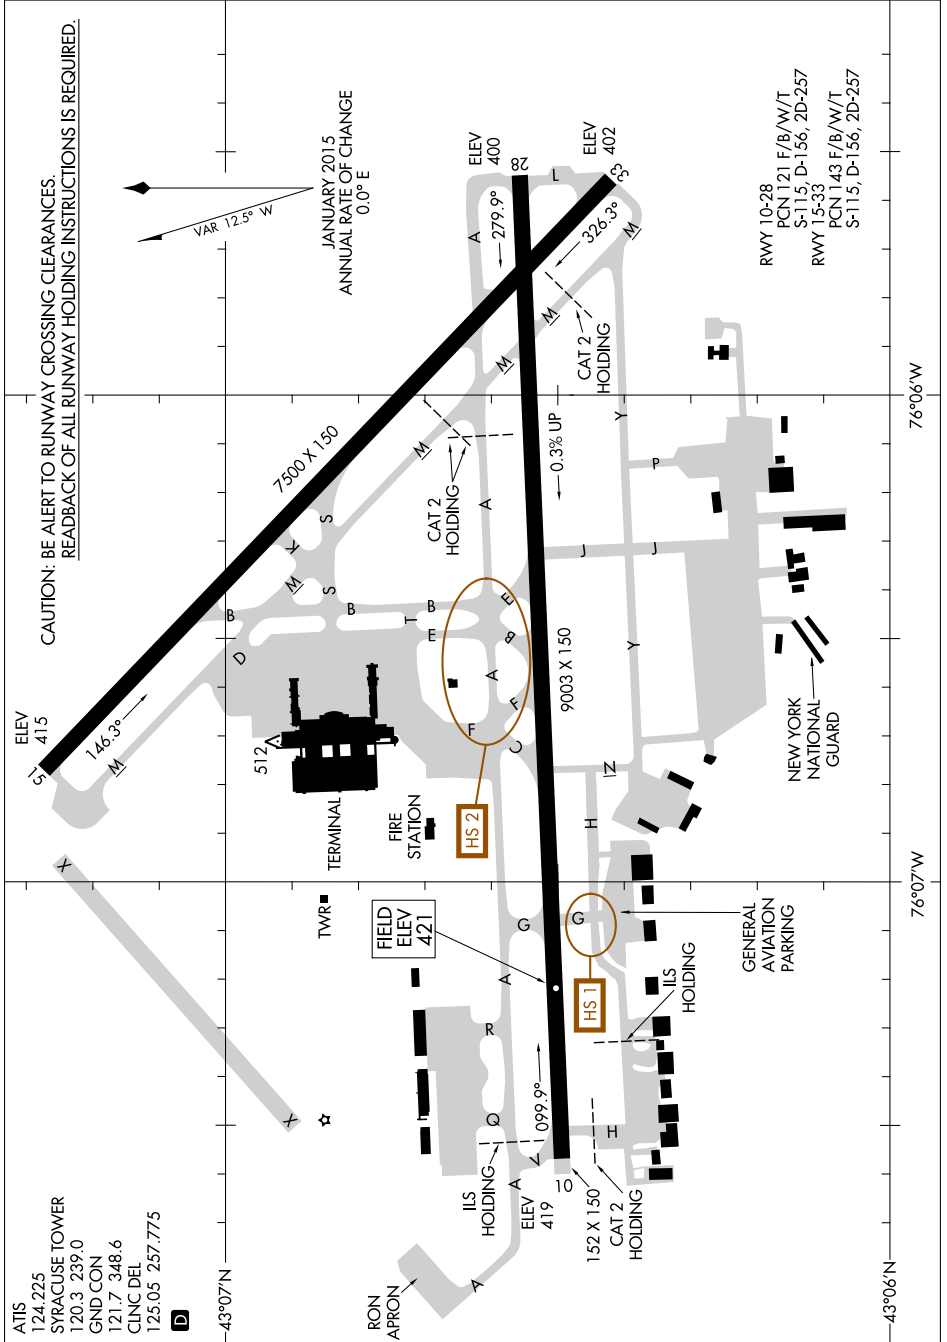 ATIS
124.225
SYRACUSE TOWER
120.3 239.0
GND CON
121.7 348.6
CLNC DEL
125.05 257.775
D
CAUTION: BE ALERT TO RUNWAY CROSSING CLEARANCES.
READBACK OF ALL RUNWAY HOLDING INSTRUCTIONS IS REQUIRED.
VAR 12.5° W
JANUARY 2015
ANNUAL RATE OF CHANGE
0.0° E
43°07'N
43°06'N
76°07'W
76°06'W
X
X
ELEV
415
15
146.3°
M
D
B
512
TERMINAL
TWR
FIRE
STATION
7500 X 150
K
M
S
S
B
T
B
E
M
CAT 2
HOLDING
A
M
M
M
A
ELEV
400
28
279.9°
L
ELEV
402
33
326.3°
CAT 2
HOLDING
0.3% UP
HS 2
F
A
F
B
E
C
FIELD
ELEV
421
G
A
R
Q
ILS
HOLDING
099.9°
V
A
ELEV
419
10
152 X 150
CAT 2
HOLDING
H
RON
APRON
A
9003 X 150
HS 1
G
H
N
ILS
HOLDING
GENERAL
AVIATION
PARKING
NEW YORK
NATIONAL
GUARD
Y
J
J
Y
P
RWY 10-28
PCN 121 F/B/W/T
S-115, D-156, 2D-257
RWY 15-33
PCN 143 F/B/W/T
S-115, D-156, 2D-257